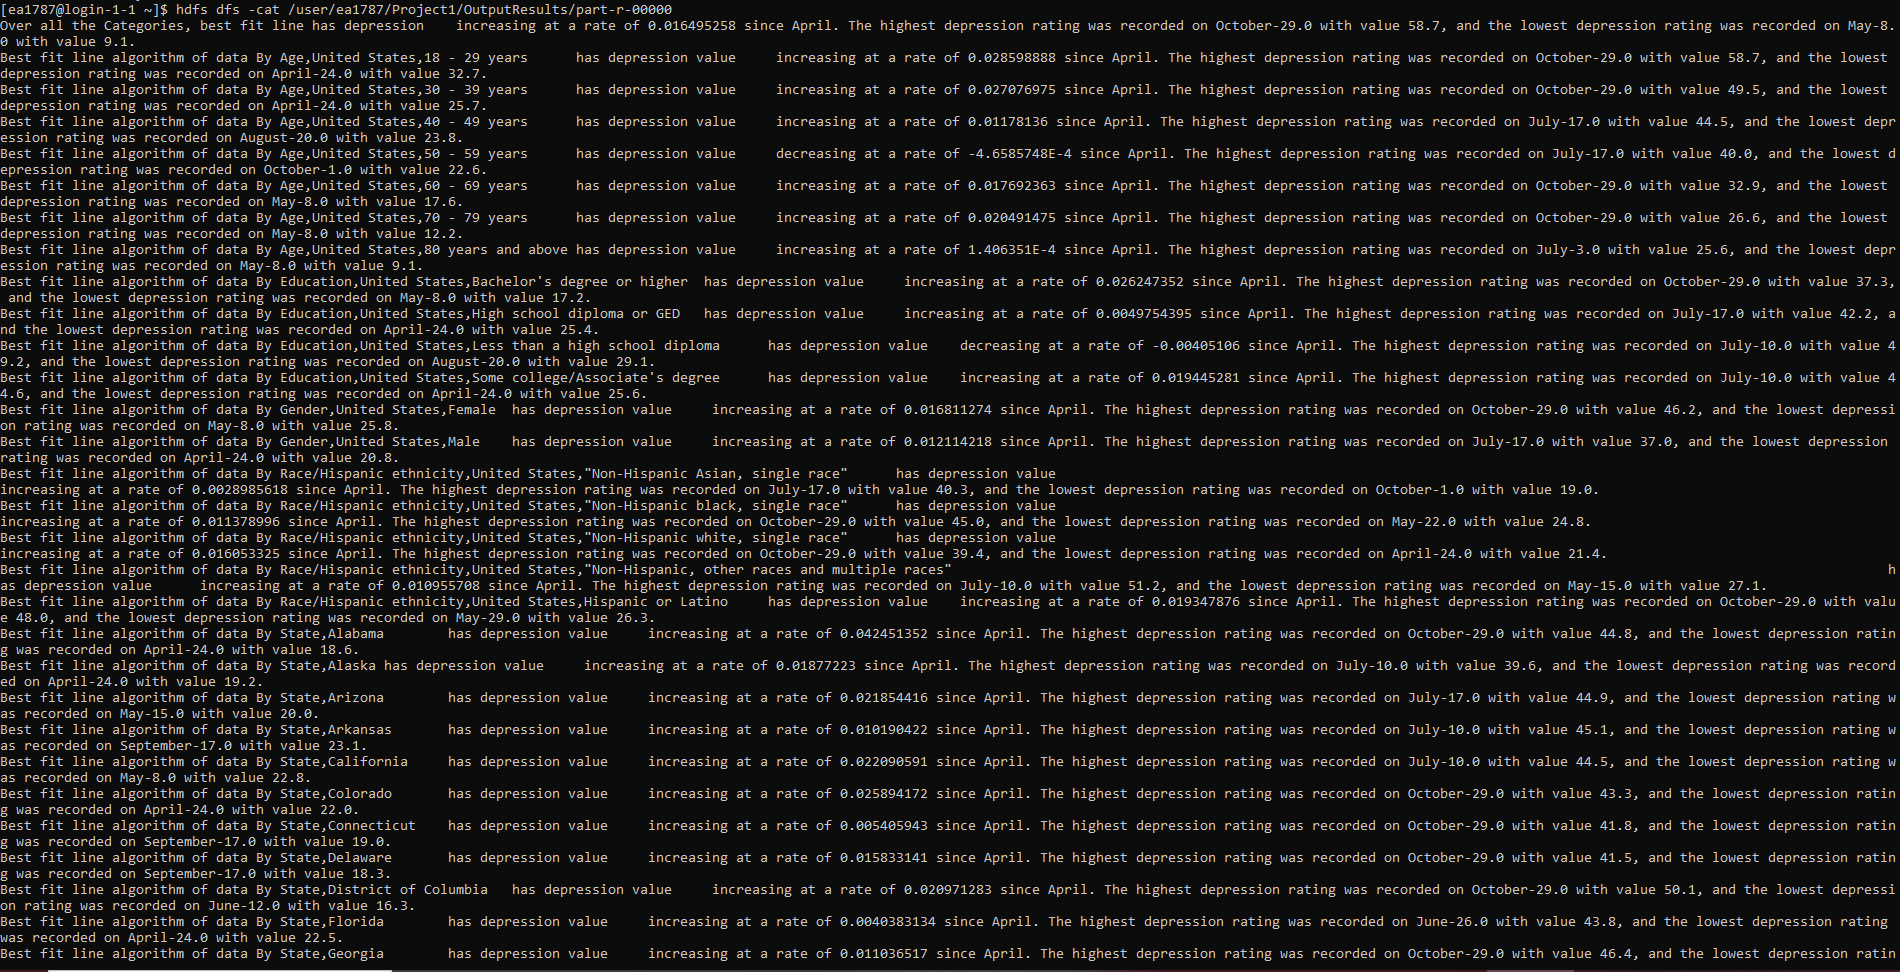 [ea1787@login-1-1 ~]$ hdfs dfs -cat /user/ea1787/Project1/OutputResults/part-r-00000
Over all the Categories, best fit line has depression    increasing at a rate of 0.016495258 since April. The highest depression rating was recorded on October-29.0 with value 58.7, and the lowest depression rating was recorded on May-8.
0 with value 9.1.
Best fit line algorithm of data By Age,United States,18 - 29 years      has depression value     increasing at a rate of 0.028598888 since April. The highest depression rating was recorded on October-29.0 with value 58.7, and the lowest
depression rating was recorded on April-24.0 with value 32.7.
Best fit line algorithm of data By Age,United States,30 - 39 years      has depression value     increasing at a rate of 0.027076975 since April. The highest depression rating was recorded on October-29.0 with value 49.5, and the lowest
depression rating was recorded on April-24.0 with value 25.7.
Best fit line algorithm of data By Age,United States,40 - 49 years      has depression value     increasing at a rate of 0.01178136 since April. The highest depression rating was recorded on July-17.0 with value 44.5, and the lowest depr
ession rating was recorded on August-20.0 with value 23.8.
Best fit line algorithm of data By Age,United States,50 - 59 years      has depression value     decreasing at a rate of -4.6585748E-4 since April. The highest depression rating was recorded on July-17.0 with value 40.0, and the lowest d
epression rating was recorded on October-1.0 with value 22.6.
Best fit line algorithm of data By Age,United States,60 - 69 years      has depression value     increasing at a rate of 0.017692363 since April. The highest depression rating was recorded on October-29.0 with value 32.9, and the lowest
depression rating was recorded on May-8.0 with value 17.6.
Best fit line algorithm of data By Age,United States,70 - 79 years      has depression value     increasing at a rate of 0.020491475 since April. The highest depression rating was recorded on October-29.0 with value 26.6, and the lowest
depression rating was recorded on May-8.0 with value 12.2.
Best fit line algorithm of data By Age,United States,80 years and above has depression value     increasing at a rate of 1.406351E-4 since April. The highest depression rating was recorded on July-3.0 with value 25.6, and the lowest depr
ession rating was recorded on May-8.0 with value 9.1.
Best fit line algorithm of data By Education,United States,Bachelor's degree or higher  has depression value     increasing at a rate of 0.026247352 since April. The highest depression rating was recorded on October-29.0 with value 37.3,
 and the lowest depression rating was recorded on May-8.0 with value 17.2.
Best fit line algorithm of data By Education,United States,High school diploma or GED   has depression value     increasing at a rate of 0.0049754395 since April. The highest depression rating was recorded on July-17.0 with value 42.2, a
nd the lowest depression rating was recorded on April-24.0 with value 25.4.
Best fit line algorithm of data By Education,United States,Less than a high school diploma      has depression value    decreasing at a rate of -0.00405106 since April. The highest depression rating was recorded on July-10.0 with value 4
9.2, and the lowest depression rating was recorded on August-20.0 with value 29.1.
Best fit line algorithm of data By Education,United States,Some college/Associate's degree      has depression value    increasing at a rate of 0.019445281 since April. The highest depression rating was recorded on July-10.0 with value 4
4.6, and the lowest depression rating was recorded on April-24.0 with value 25.6.
Best fit line algorithm of data By Gender,United States,Female  has depression value     increasing at a rate of 0.016811274 since April. The highest depression rating was recorded on October-29.0 with value 46.2, and the lowest depressi
on rating was recorded on May-8.0 with value 25.8.
Best fit line algorithm of data By Gender,United States,Male    has depression value     increasing at a rate of 0.012114218 since April. The highest depression rating was recorded on July-17.0 with value 37.0, and the lowest depression
rating was recorded on April-24.0 with value 20.8.
Best fit line algorithm of data By Race/Hispanic ethnicity,United States,"Non-Hispanic Asian, single race"      has depression value
increasing at a rate of 0.0028985618 since April. The highest depression rating was recorded on July-17.0 with value 40.3, and the lowest depression rating was recorded on October-1.0 with value 19.0.
Best fit line algorithm of data By Race/Hispanic ethnicity,United States,"Non-Hispanic black, single race"      has depression value
increasing at a rate of 0.011378996 since April. The highest depression rating was recorded on October-29.0 with value 45.0, and the lowest depression rating was recorded on May-22.0 with value 24.8.
Best fit line algorithm of data By Race/Hispanic ethnicity,United States,"Non-Hispanic white, single race"      has depression value
increasing at a rate of 0.016053325 since April. The highest depression rating was recorded on October-29.0 with value 39.4, and the lowest depression rating was recorded on April-24.0 with value 21.4.
Best fit line algorithm of data By Race/Hispanic ethnicity,United States,"Non-Hispanic, other races and multiple races"      h
as depression value      increasing at a rate of 0.010955708 since April. The highest depression rating was recorded on July-10.0 with value 51.2, and the lowest depression rating was recorded on May-15.0 with value 27.1.
Best fit line algorithm of data By Race/Hispanic ethnicity,United States,Hispanic or Latino     has depression value    increasing at a rate of 0.019347876 since April. The highest depression rating was recorded on October-29.0 with valu
e 48.0, and the lowest depression rating was recorded on May-29.0 with value 26.3.
Best fit line algorithm of data By State,Alabama        has depression value     increasing at a rate of 0.042451352 since April. The highest depression rating was recorded on October-29.0 with value 44.8, and the lowest depression ratin
g was recorded on April-24.0 with value 18.6.
Best fit line algorithm of data By State,Alaska has depression value     increasing at a rate of 0.01877223 since April. The highest depression rating was recorded on July-10.0 with value 39.6, and the lowest depression rating was record
ed on April-24.0 with value 19.2.
Best fit line algorithm of data By State,Arizona        has depression value     increasing at a rate of 0.021854416 since April. The highest depression rating was recorded on July-17.0 with value 44.9, and the lowest depression rating w
as recorded on May-15.0 with value 20.0.
Best fit line algorithm of data By State,Arkansas       has depression value     increasing at a rate of 0.010190422 since April. The highest depression rating was recorded on July-10.0 with value 45.1, and the lowest depression rating w
as recorded on September-17.0 with value 23.1.
Best fit line algorithm of data By State,California     has depression value     increasing at a rate of 0.022090591 since April. The highest depression rating was recorded on July-10.0 with value 44.5, and the lowest depression rating w
as recorded on May-8.0 with value 22.8.
Best fit line algorithm of data By State,Colorado       has depression value     increasing at a rate of 0.025894172 since April. The highest depression rating was recorded on October-29.0 with value 43.3, and the lowest depression ratin
g was recorded on April-24.0 with value 22.0.
Best fit line algorithm of data By State,Connecticut    has depression value     increasing at a rate of 0.005405943 since April. The highest depression rating was recorded on October-29.0 with value 41.8, and the lowest depression ratin
g was recorded on September-17.0 with value 19.0.
Best fit line algorithm of data By State,Delaware       has depression value     increasing at a rate of 0.015833141 since April. The highest depression rating was recorded on October-29.0 with value 41.5, and the lowest depression ratin
g was recorded on September-17.0 with value 18.3.
Best fit line algorithm of data By State,District of Columbia   has depression value     increasing at a rate of 0.020971283 since April. The highest depression rating was recorded on October-29.0 with value 50.1, and the lowest depressi
on rating was recorded on June-12.0 with value 16.3.
Best fit line algorithm of data By State,Florida        has depression value     increasing at a rate of 0.0040383134 since April. The highest depression rating was recorded on June-26.0 with value 43.8, and the lowest depression rating
was recorded on April-24.0 with value 22.5.
Best fit line algorithm of data By State,Georgia        has depression value     increasing at a rate of 0.011036517 since April. The highest depression rating was recorded on October-29.0 with value 46.4, and the lowest depression ratin